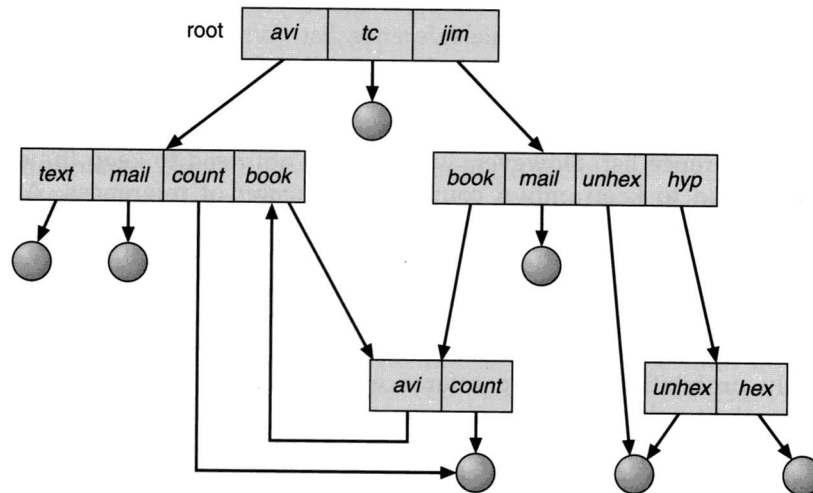 root avi tc jim
text mail count book
book mail unhex hyp
avi count
unhex hex